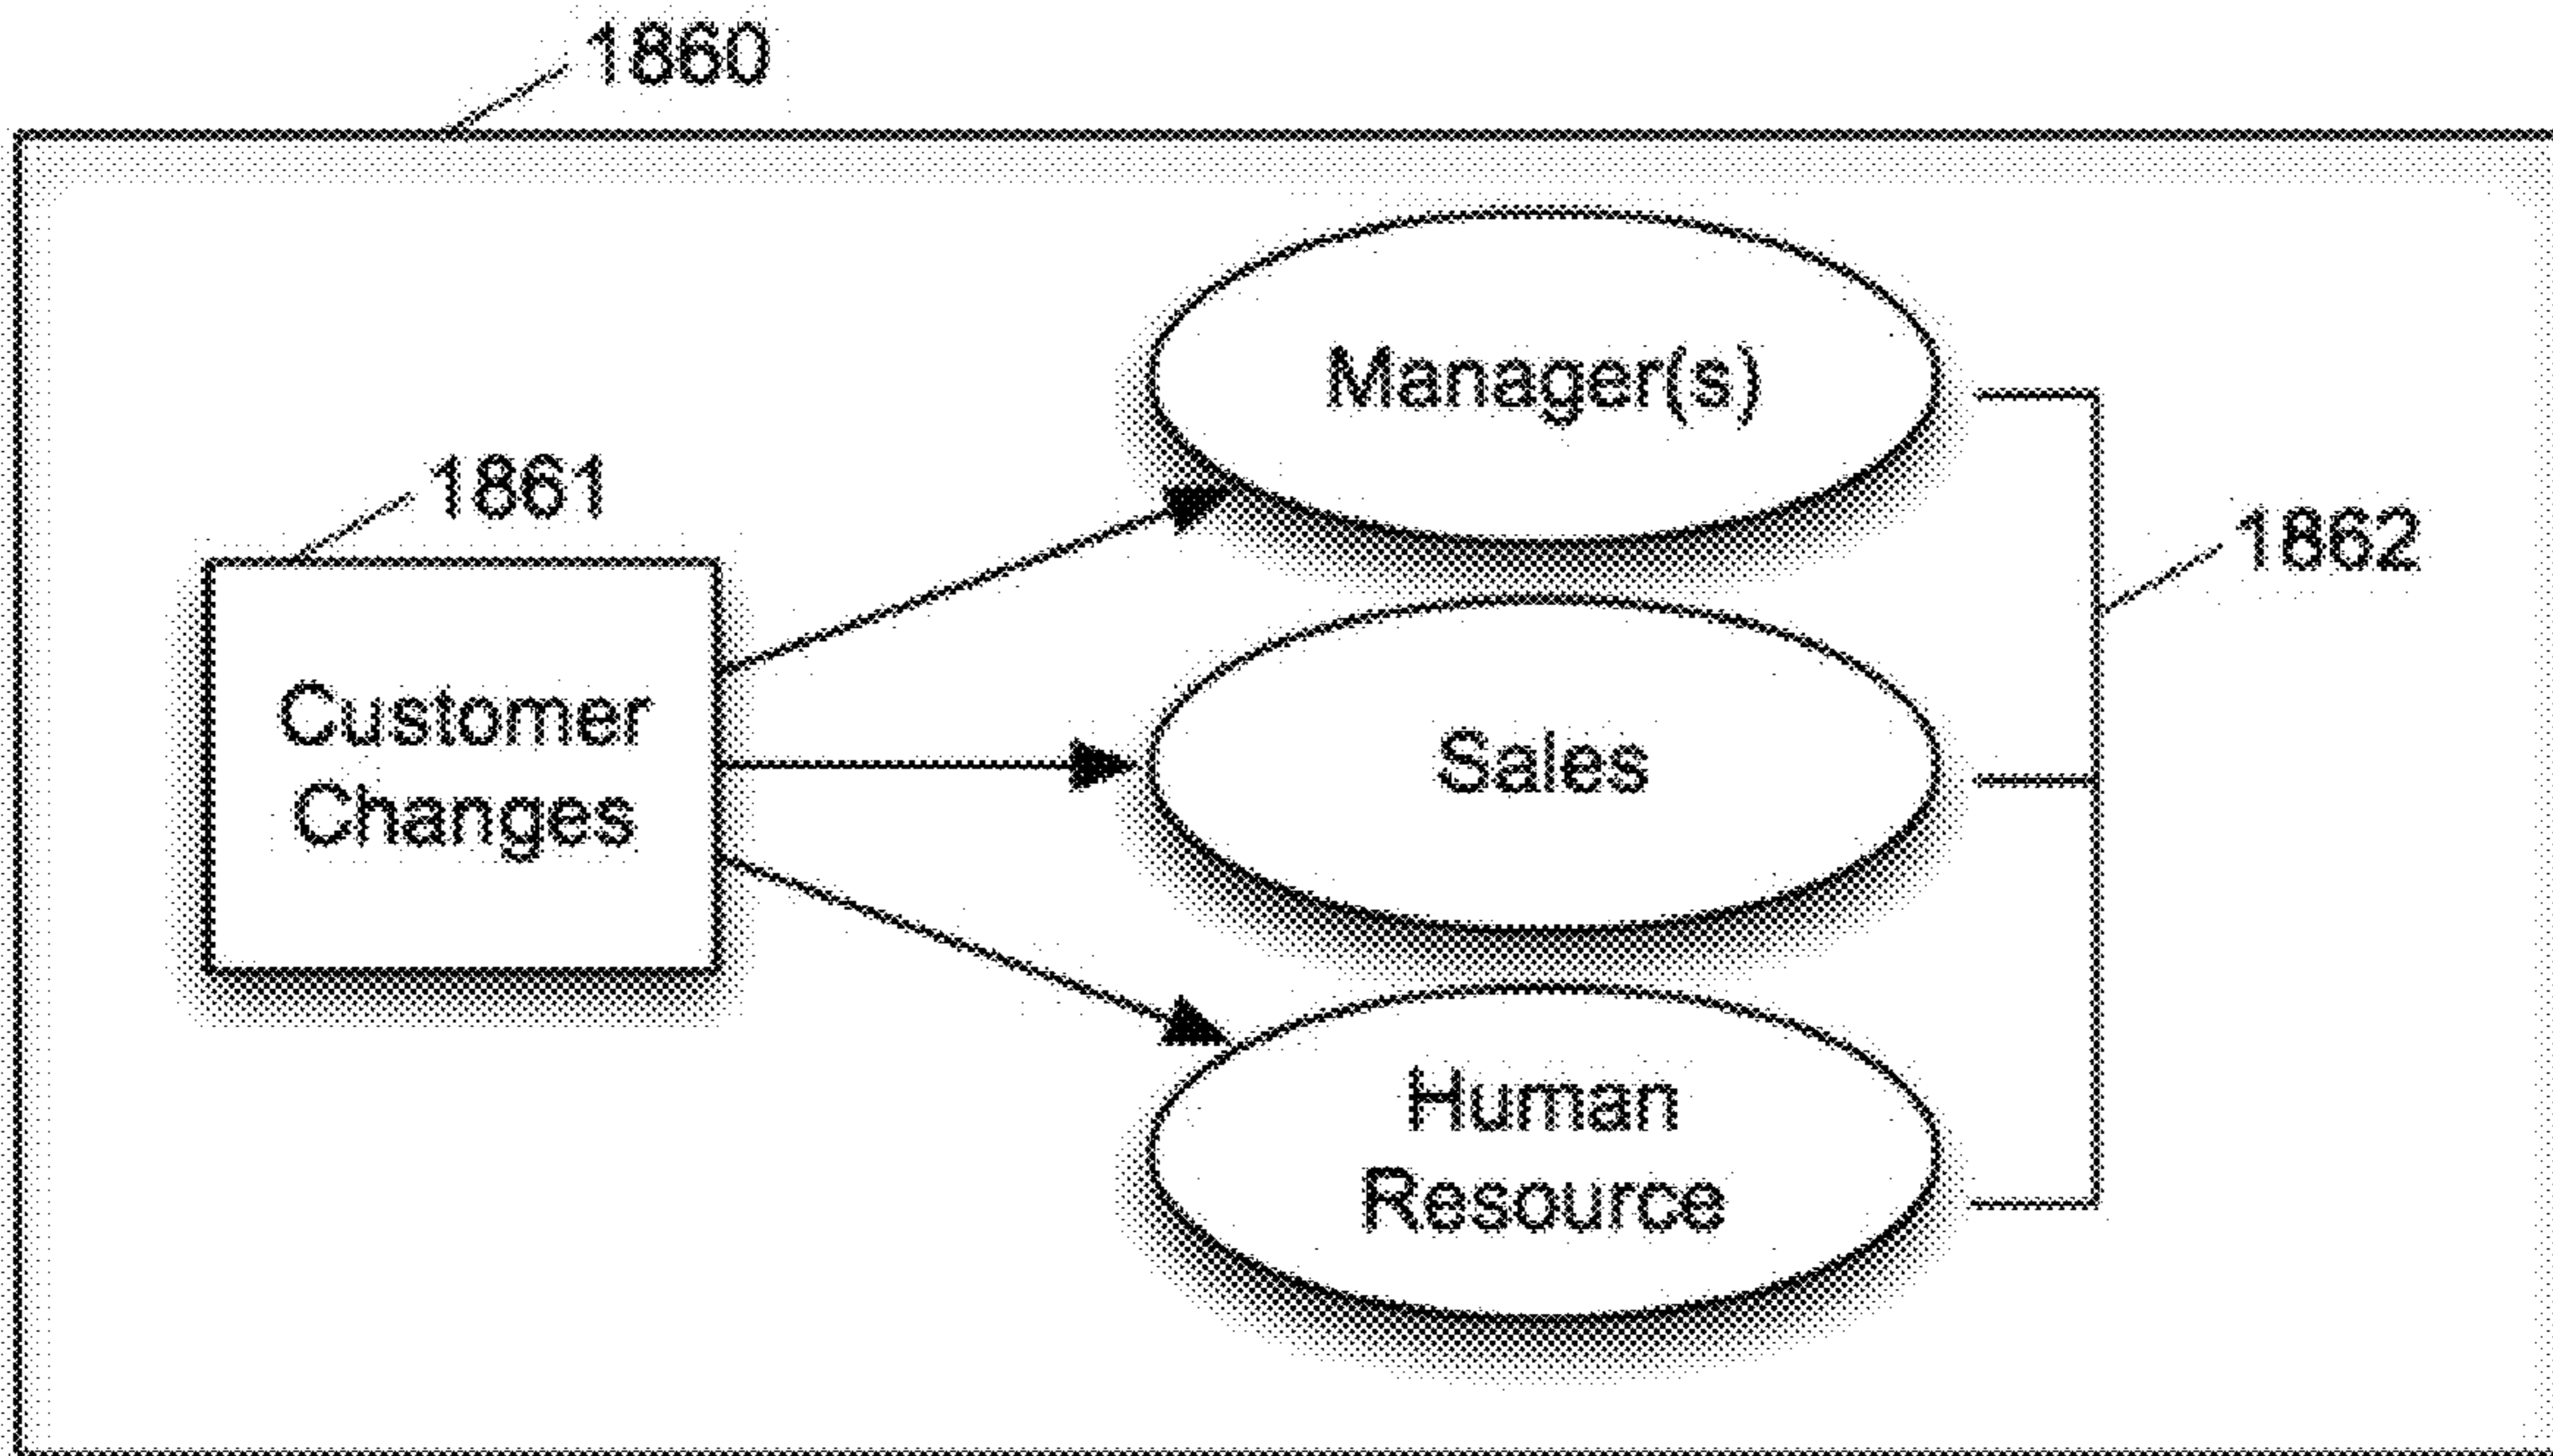 1860
Manager(s)
1861
1862
Customer
Changes
Sales
Human
Resource